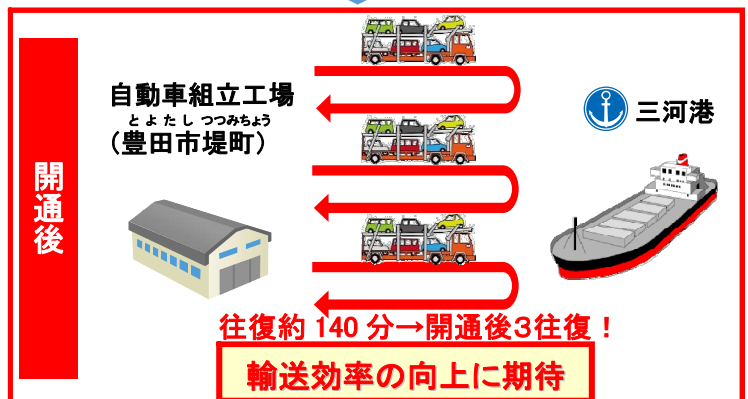 開通後
自動車組立工場
とよたし つつみちょう
(豊田市堤町)
三河港
往復約 140 分→開通後3往復！
輸送効率の向上に期待